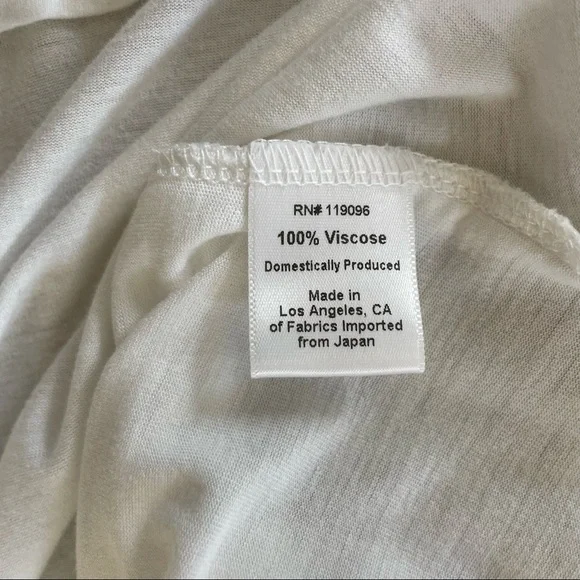 RN# 119096
100% Viscose
Domestically Produced
Made in
Los Angeles, CA
of Fabrics Imported
from Japan